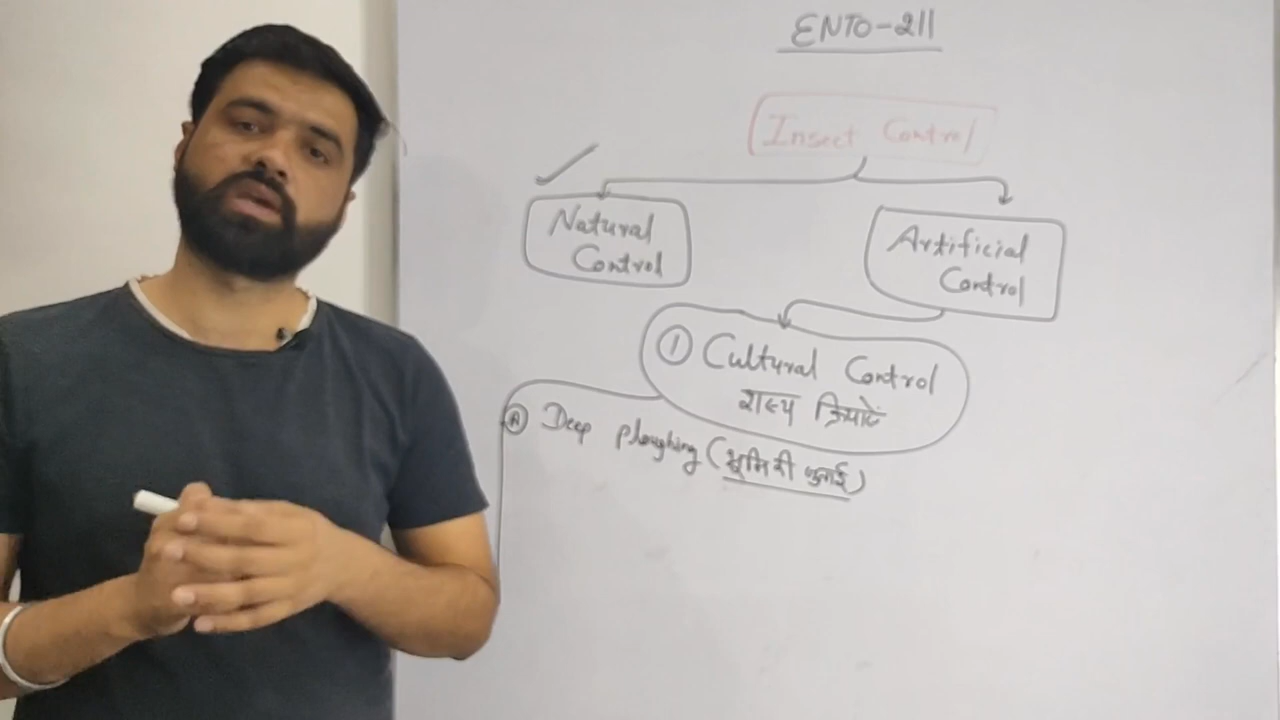 ENTO-211
Insect Control
Natural
Control
Artificial
Control
① Cultural Control
शस्य क्रियाऐं
Ⓐ Deep ploughing (भूमि की जुताई)